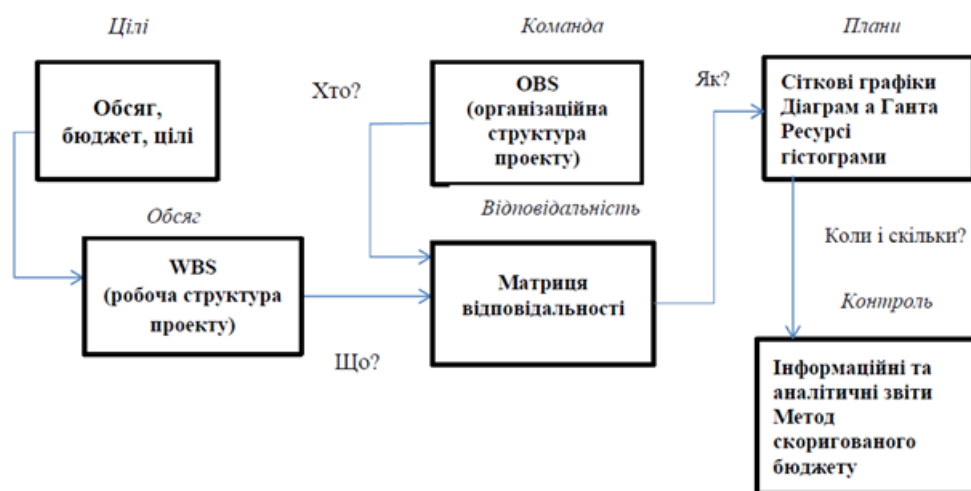 Цілі
Команда
Плани
Обсяг,
бюджет, цілі
Хто?
OBS
(організаційна
структура
проекту)
Як?
Сіткові графіки
Діаграм а Ганта
Ресурсі
гістограми
Обсяг
Відповідальність
WBS
(робоча структура
проекту)
Матриця
відповідальності
Коли і скільки?
Контроль
Що?
Інформаційні та
аналітичні звіти
Метод
скоригованого
бюджету